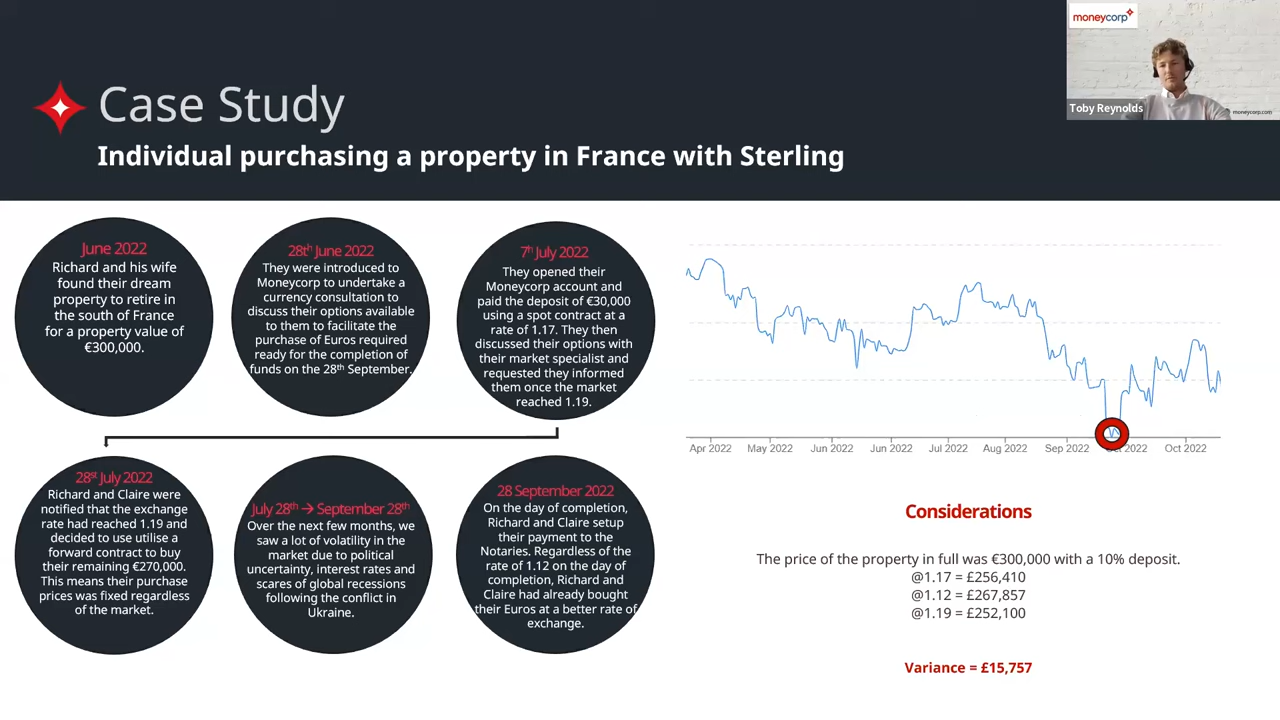 moneycorp
Toby Reynolds
moneycorp.com
Case Study
Individual purchasing a property in France with Sterling
June 2022
Richard and his wife
found their dream
property to retire in
the south of France
for a property value of
€300,000.
28th June 2022
They were introduced to
Moneycorp to undertake a
currency consultation to
discuss their options available
to them to facilitate the
purchase of Euros required
ready for the completion of
funds on the 28th September.
7h July 2022
They opened their
Moneycorp account and
paid the deposit of €30,000
using a spot contract at a
rate of 1.17. They then
discussed their options with
their market specialist and
requested they informed
them once the market
reached 1.19.
28st July 2022
Richard and Claire were
notified that the exchange
rate had reached 1.19 and
decided to use utilise a
forward contract to buy
their remaining €270,000.
This means their purchase
prices was fixed regardless
of the market.
July 28th → September 28th
Over the next few months, we
saw a lot of volatility in the
market due to political
uncertainty, interest rates and
scares of global recessions
following the conflict in
Ukraine.
28 September 2022
On the day of completion,
Richard and Claire setup
their payment to the
Notaries. Regardless of the
rate of 1.12 on the day of
completion, Richard and
Claire had already bought
their Euros at a better rate of
exchange.
Apr 2022 May 2022 Jun 2022 Jun 2022 Jul 2022 Aug 2022 Sep 2022 2022 Oct 2022
Considerations
The price of the property in full was €300,000 with a 10% deposit.
@1.17 = £256,410
@1.12 = £267,857
@1.19 = £252,100
Variance = £15,757